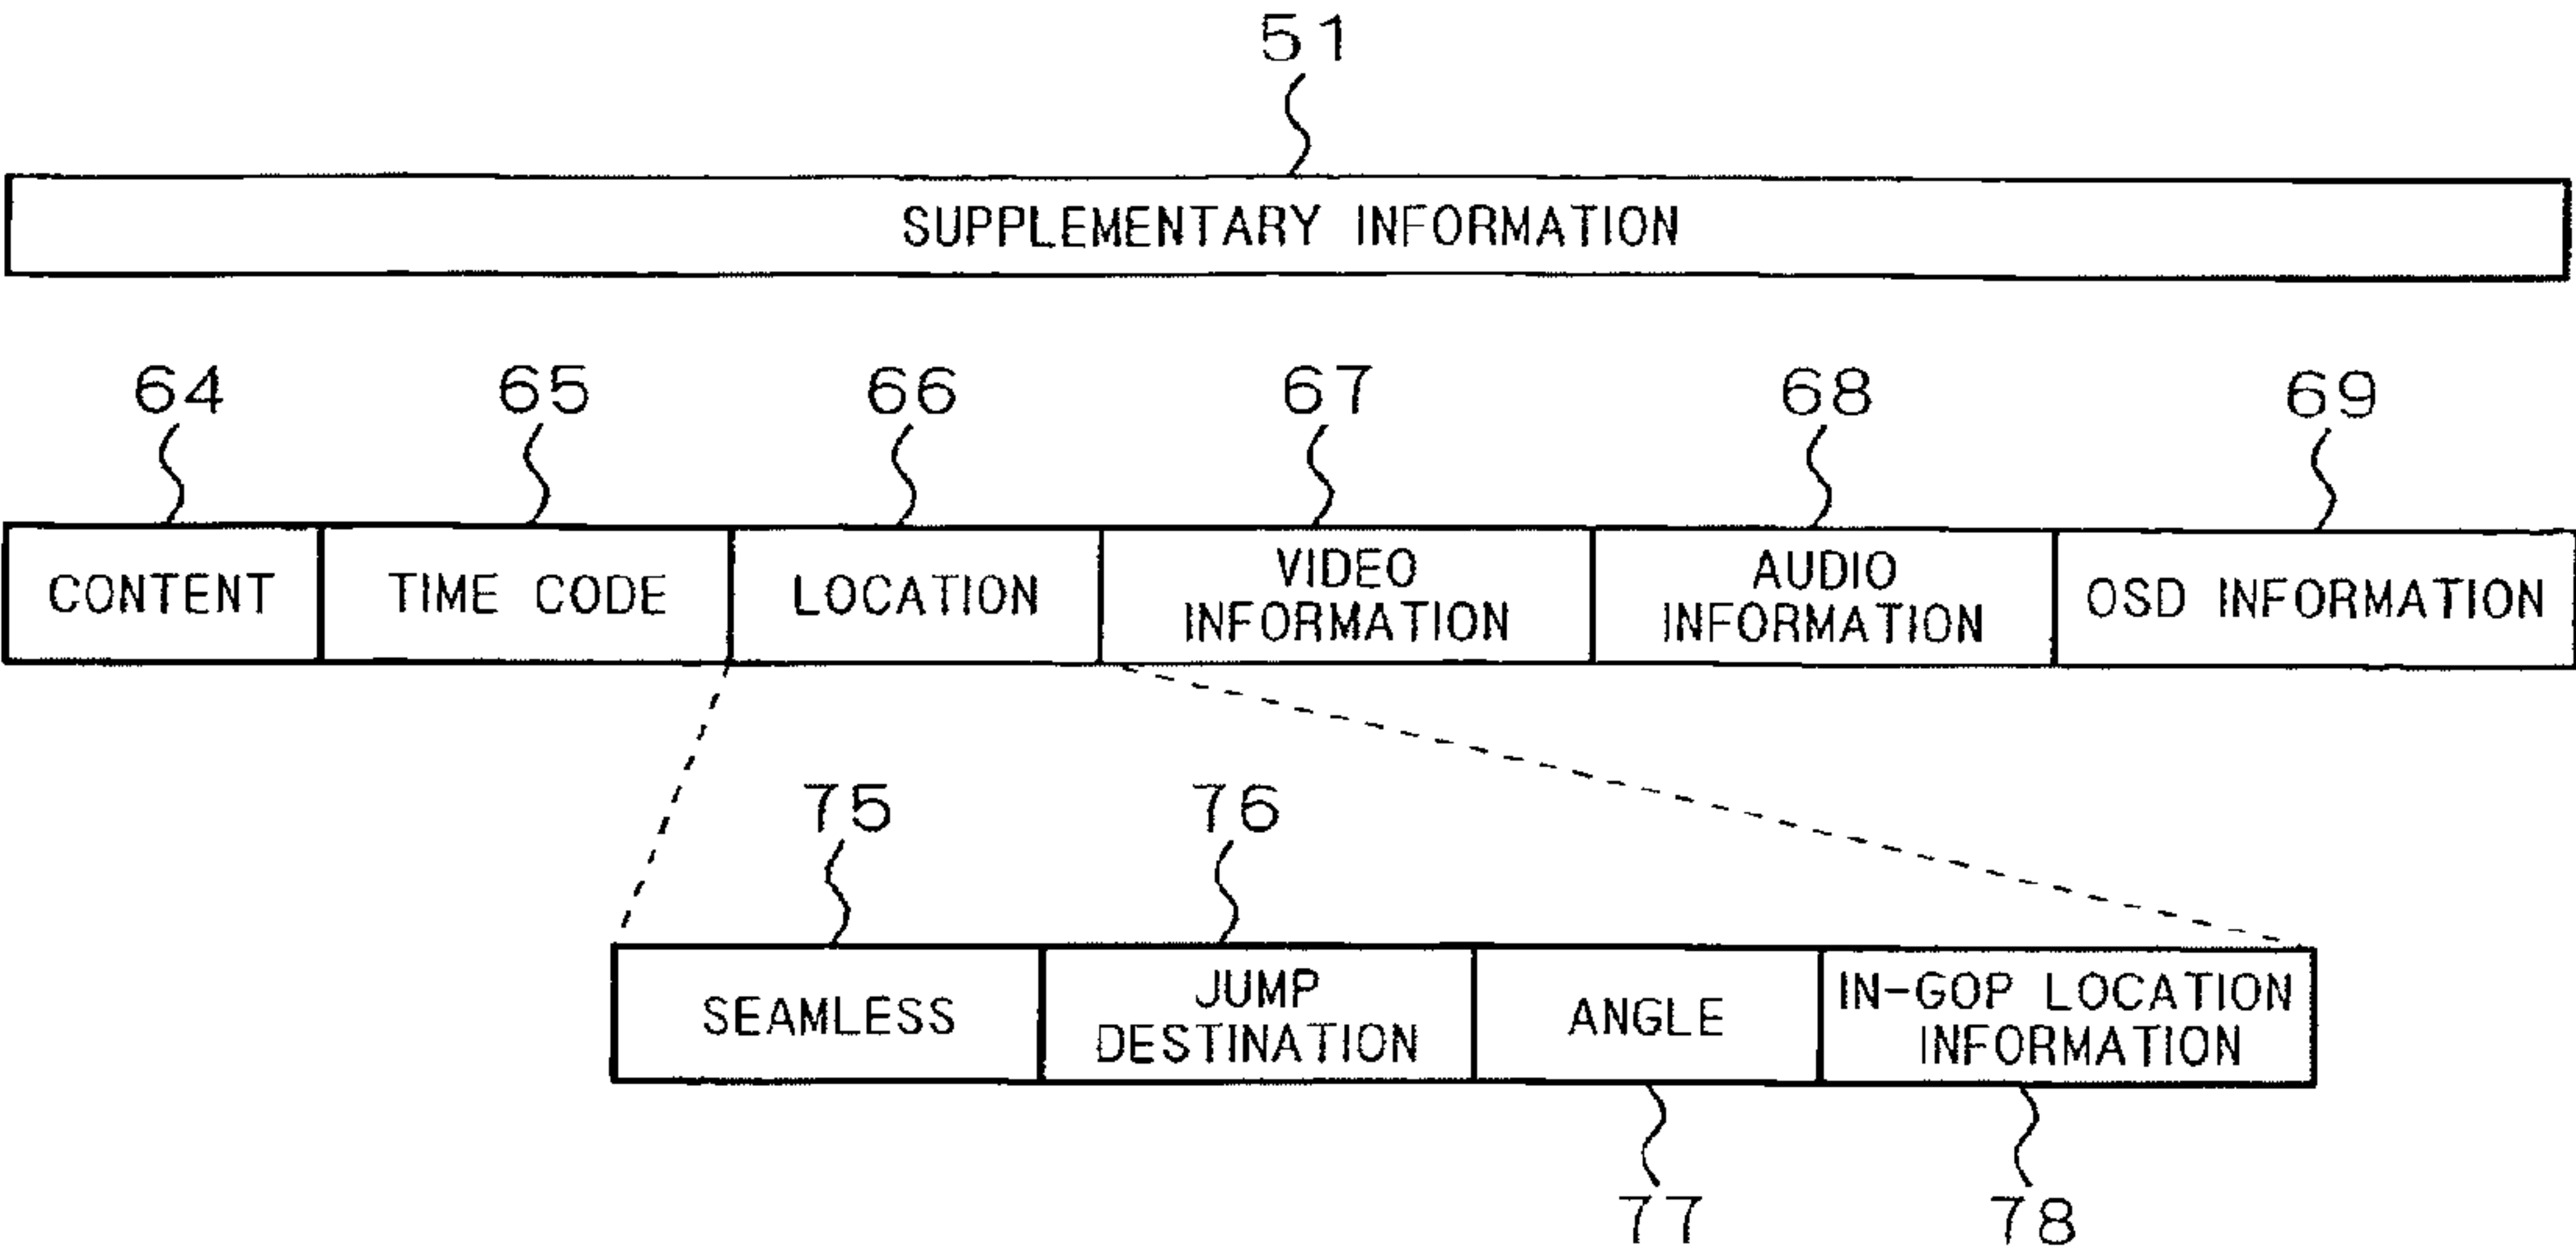 51
SUPPLEMENTARY INFORMATION
64 65 66 67 68 69
CONTENT
TIME CODE
LOCATION
VIDEO
INFORMATION
AUDIO
INFORMATION
OSD INFORMATION
75 76
SEAMLESS
JUMP
DESTINATION
ANGLE
IN-GOP LOCATION
INFORMATION
77 78